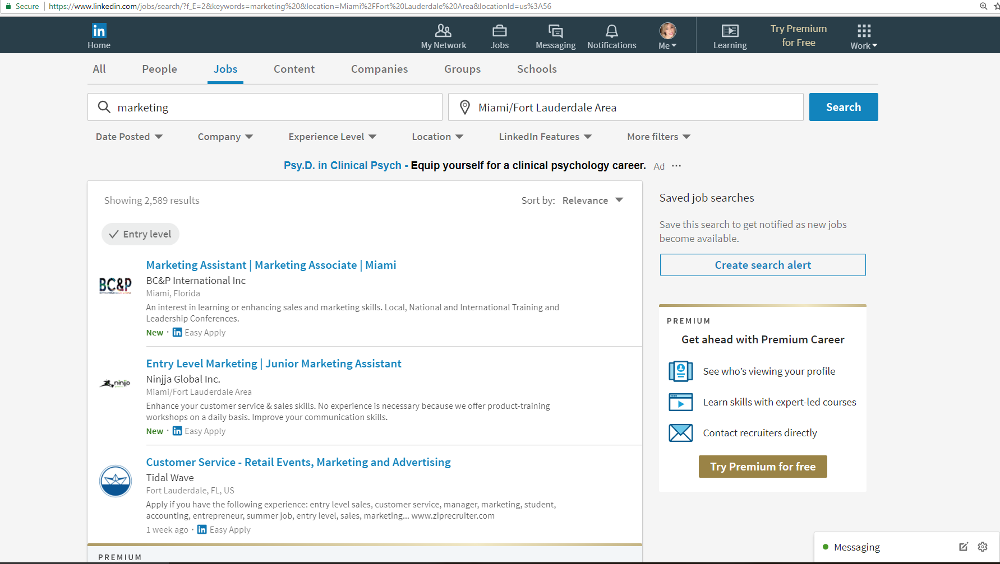 Secure https://www.linkedin.com/jobs/search/?f_E=2&keywords=marketing%20&location=Miami%2FFort%20Lauderdale%20Area&locationId=us%3A56
in
Home
My Network
Jobs
Messaging
Notifications
Me
Learning
Try Premium
for Free
Work
All People Jobs Content Companies Groups Schools
marketing
Miami/Fort Lauderdale Area
Search
Date Posted Company Experience Level Location LinkedIn Features More filters
Psy.D. in Clinical Psych - Equip yourself for a clinical psychology career. Ad ...
Showing 2,589 results
Sort by: Relevance
Entry level
BC&P
Marketing Assistant | Marketing Associate | Miami
BC&P International Inc
Miami, Florida
An interest in learning or enhancing sales and marketing skills. Local, National and International Training and
Leadership Conferences.
New · in Easy Apply
ninjja
Entry Level Marketing | Junior Marketing Assistant
Ninjja Global Inc.
Miami/Fort Lauderdale Area
Enhance your customer service & sales skills. No experience is necessary because we offer product-training
workshops on a daily basis. Improve your communication skills.
New · in Easy Apply
Customer Service - Retail Events, Marketing and Advertising
Tidal Wave
Fort Lauderdale, FL, US
Apply if you have the following experience: entry level sales, customer service, manager, marketing, student,
accounting, entrepreneur, summer job, entry level, sales, marketing... www.ziprecruiter.com
1 week ago · in Easy Apply
PREMIUM
Saved job searches
Save this search to get notified as new jobs
become available.
Create search alert
PREMIUM
Get ahead with Premium Career
See who's viewing your profile
Learn skills with expert-led courses
Contact recruiters directly
Try Premium for free
Messaging